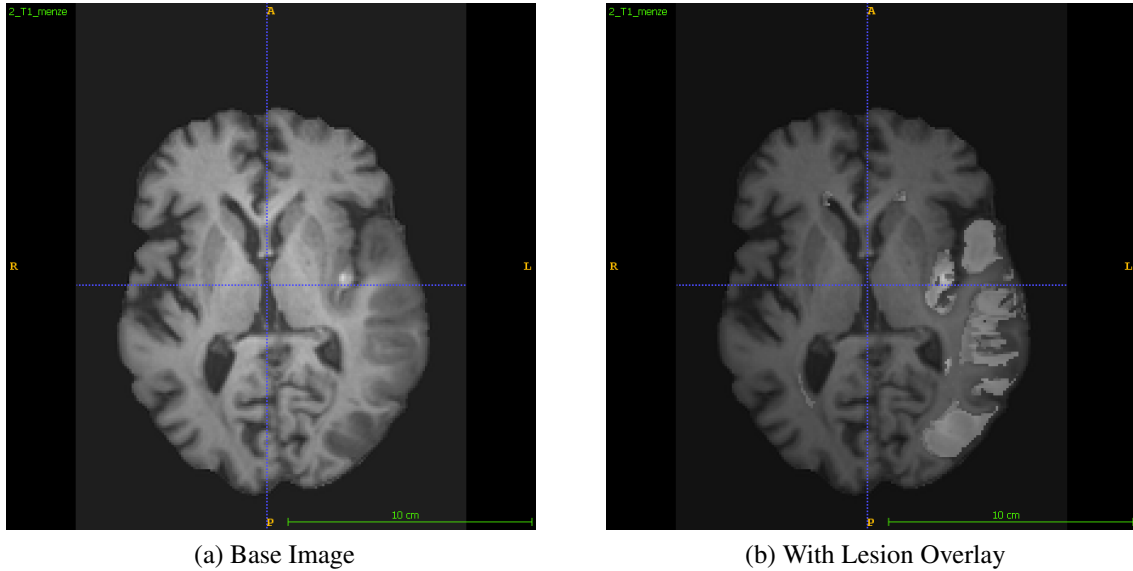 2_T1_menze
A
R
L
P
10 cm
(a) Base Image
2_T1_menze
A
R
L
P
10 cm
(b) With Lesion Overlay